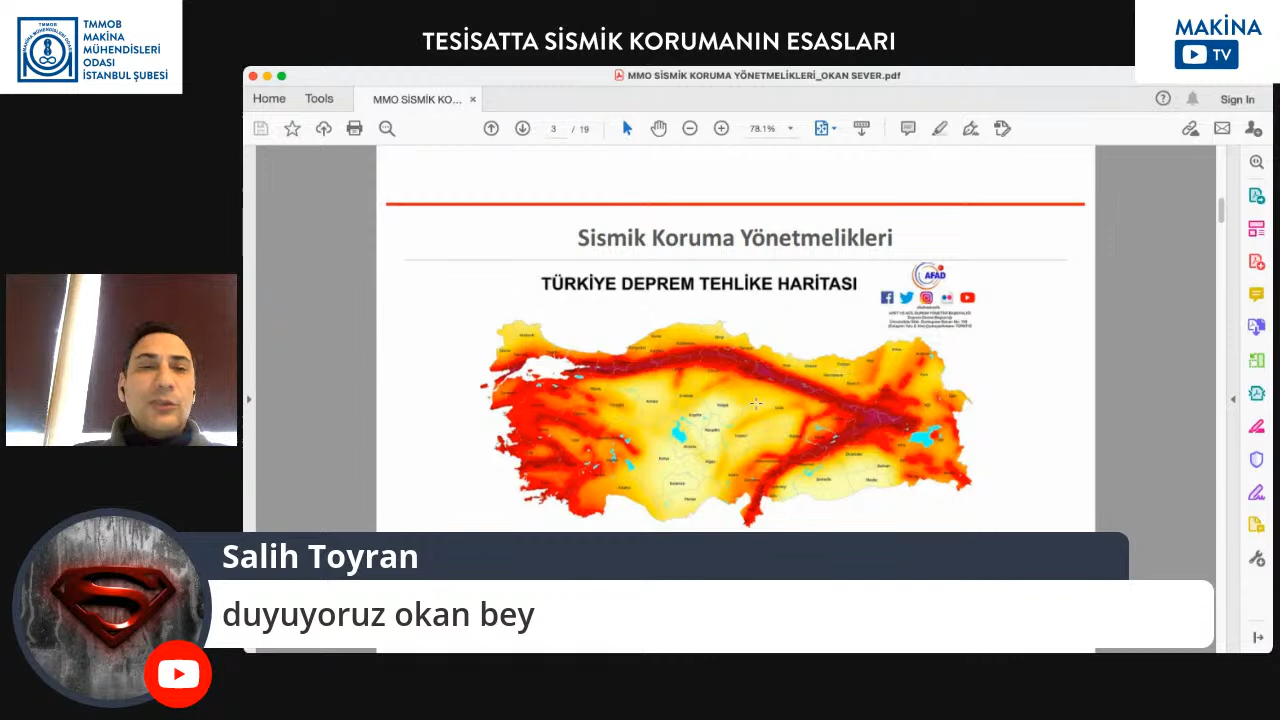 TMMOB
MAKİNA
MÜHENDİSLERİ
ODASI
İSTANBUL ŞUBESİ
TESİSATTA SİSMİK KORUMANIN ESASLARI
MAKİNA
TV
MMO SİSMİK KORUMA YÖNETMELİKLERİ_OKAN SEVER.pdf
Home
Tools
MMO SİSMİK KO...
Sign In
3 / 19
78.1%
Sismik Koruma Yönetmelikleri
TÜRKİYE DEPREM TEHLİKE HARİTASI
AFAD
Salih Toyran
duyuyoruz okan bey